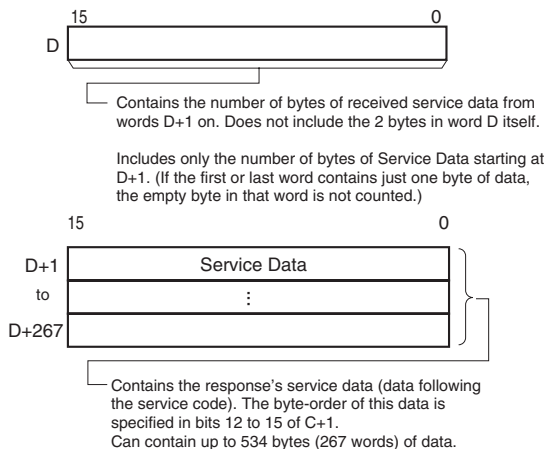 15 0
D
Contains the number of bytes of received service data from
words D+1 on. Does not include the 2 bytes in word D itself.
Includes only the number of bytes of Service Data starting at
D+1. (If the first or last word contains just one byte of data,
the empty byte in that word is not counted.)
15 0
D+1 Service Data
to ⋮
D+267
Contains the response's service data (data following
the service code). The byte-order of this data is
specified in bits 12 to 15 of C+1.
Can contain up to 534 bytes (267 words) of data.